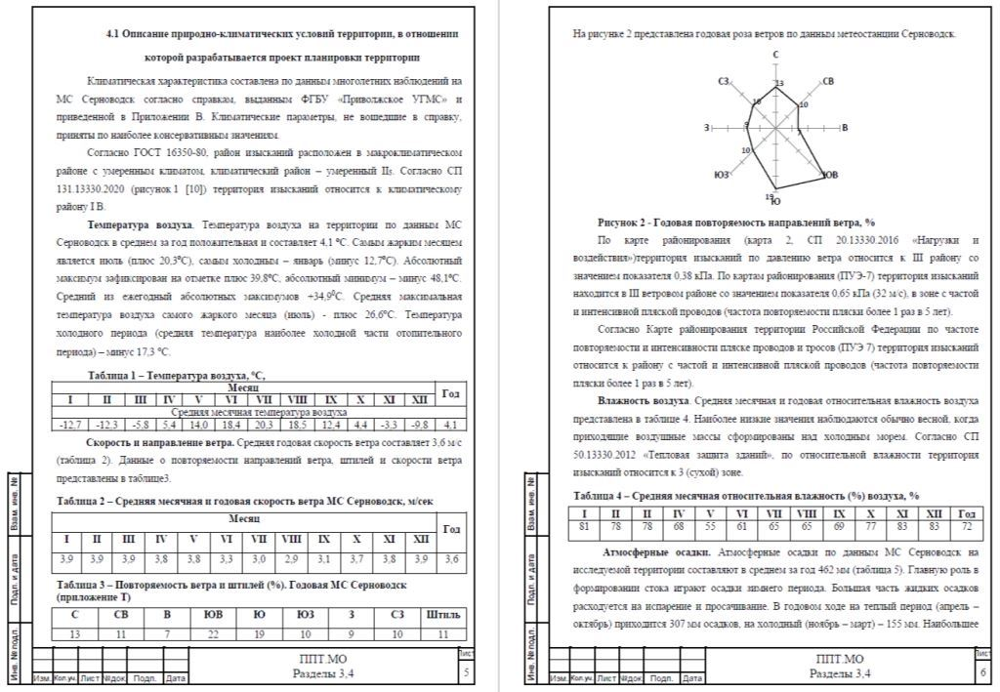 4.1 Описание природно-климатических условий территории, в отношении
которой разрабатывается проект планировки территории
Климатическая характеристика составлена по данным многолетних наблюдений на
МС Серноводск согласно справкам, выданным ФГБУ «Приволжское УГМС» и
приведенной в Приложении В. Климатические параметры, не вошедшие в справку,
приняты по наиболее консервативным значениям.
Согласно ГОСТ 16350-80, район изысканий расположен в макроклиматическом
районе с умеренным климатом, климатический район – умеренный II₅. Согласно СП
131.13330.2020 (рисунок 1 [10]) территория изысканий относится к климатическому
району I В.
Температура воздуха. Температура воздуха на территории по данным МС
Серноводск в среднем за год положительная и составляет 4,1 ºС. Самым жарким месяцем
является июль (плюс 20,3ºС), самым холодным – январь (минус 12,7ºС). Абсолютный
максимум зафиксирован на отметке плюс 39,8ºС, абсолютный минимум – минус 48,1ºС.
Средний из ежегодный абсолютных максимумов +34,9⁰С. Средняя максимальная
температура воздуха самого жаркого месяца (июль) - плюс 26,6ºС. Температура
холодного периода (средняя температура наиболее холодной части отопительного
периода) – минус 17,3 ºС.
Таблица 1 – Температура воздуха, ºС,
Месяц Год
I II III IV V VI VII VIII IX X XI XII
Средняя месячная температура воздуха
-12,7 -12,3 -5,8 5,4 14,0 18,4 20,3 18,5 12,4 4,4 -3,3 -9,8 4,1
Скорость и направление ветра. Средняя годовая скорость ветра составляет 3,6 м/с
(таблица 2). Данные о повторяемости направлений ветра, штилей и скорости ветра
представлены в таблице3.
Таблица 2 – Средняя месячная и годовая скорость ветра МС Серноводск, м/сек
Месяц Год
I II III IV V VI VII VIII IX X XI XII
3,9 3,9 3,9 3,8 3,8 3,3 3,0 2,9 3,1 3,7 3,8 3,9 3,6
Таблица 3 – Повторяемость ветра и штилей (%). Годовая МС Серноводск
(приложение Т)
С СВ В ЮВ Ю ЮЗ З СЗ Штиль
13 11 7 22 19 10 9 10 11
Взам. инв. №
Подп. и дата
Инв. № подл.
Изм. Кол.уч. Лист №док. Подп. Дата
ППТ.МО
Разделы 3,4
Лист
5
На рисунке 2 представлена годовая роза ветров по данным метеостанции Серноводск.
С
13
СЗ
10
СВ
10
З
9
В
7
10
ЮЗ
ЮВ
19
Ю
Рисунок 2 - Годовая повторяемость направлений ветра, %
По карте районирования (карта 2, СП 20.13330.2016 «Нагрузки и
воздействия»)территория изысканий по давлению ветра относится к III району со
значением показателя 0,38 кПа. По картам районирования (ПУЭ-7) территория изысканий
находится в III ветровом районе со значением показателя 0,65 кПа (32 м/с), в зоне с частой
и интенсивной пляской проводов (частота повторяемости пляски более 1 раз в 5 лет).
Согласно Карте районирования территории Российской Федерации по частоте
повторяемости и интенсивности пляске проводов и тросов (ПУЭ 7) территория изысканий
относится к району с частой и интенсивной пляской проводов (частота повторяемости
пляски более 1 раз в 5 лет).
Влажность воздуха. Средняя месячная и годовая относительная влажность воздуха
представлена в таблице 4. Наиболее низкие значения наблюдаются обычно весной, когда
приходящие воздушные массы сформированы над холодным морем. Согласно СП
50.13330.2012 «Тепловая защита зданий», по относительной влажности территория
изысканий относится к 3 (сухой) зоне.
Таблица 4 – Средняя месячная относительная влажность (%) воздуха, %
I II II IV V VI VII VIII IX X XI XII Год
81 78 78 68 55 61 65 65 69 77 83 83 72
Атмосферные осадки. Атмосферные осадки по данным МС Серноводск на
исследуемой территории составляют в среднем за год 462 мм (таблица 5). Главную роль в
формировании стока играют осадки зимнего периода. Большая часть жидких осадков
расходуется на испарение и просачивание. В годовом ходе на теплый период (апрель –
октябрь) приходится 307 мм осадков, на холодный (ноябрь – март) – 155 мм. Наибольшее
Взам. инв. №
Подп. и дата
Инв. № подл.
Изм. Кол.уч. Лист №док. Подп. Дата
ППТ.МО
Разделы 3,4
Лист
6